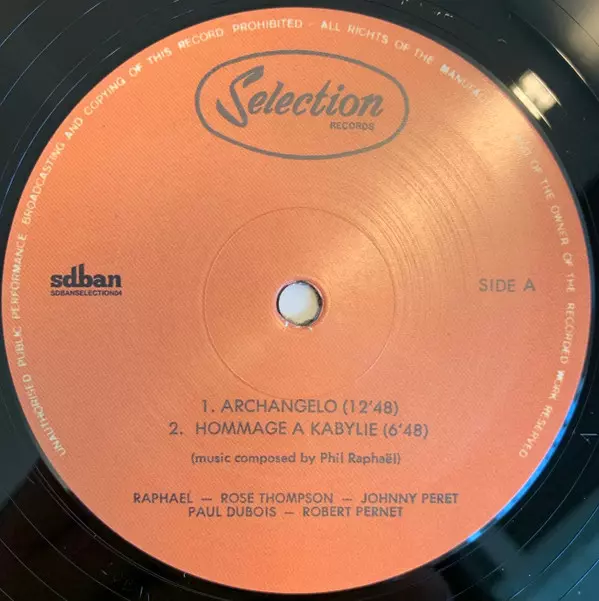 UNAUTHORISED PUBLIC PERFORMANCE BROADCASTING AND COPYING OF THIS RECORD PROHIBITED - ALL RIGHTS OF THE MANUFAC OF THE OWNER OF THE RECORDED WORK RESERVED
Selection
RECORDS
sdban
SDBANSELECTION04
SIDE A
1. ARCHANGELO (12'48)
2. HOMMAGE A KABYLIE (6'48)
(music composed by Phil Raphaël)
RAPHAEL — ROSE THOMPSON — JOHNNY PERET
PAUL DUBOIS — ROBERT PERNET